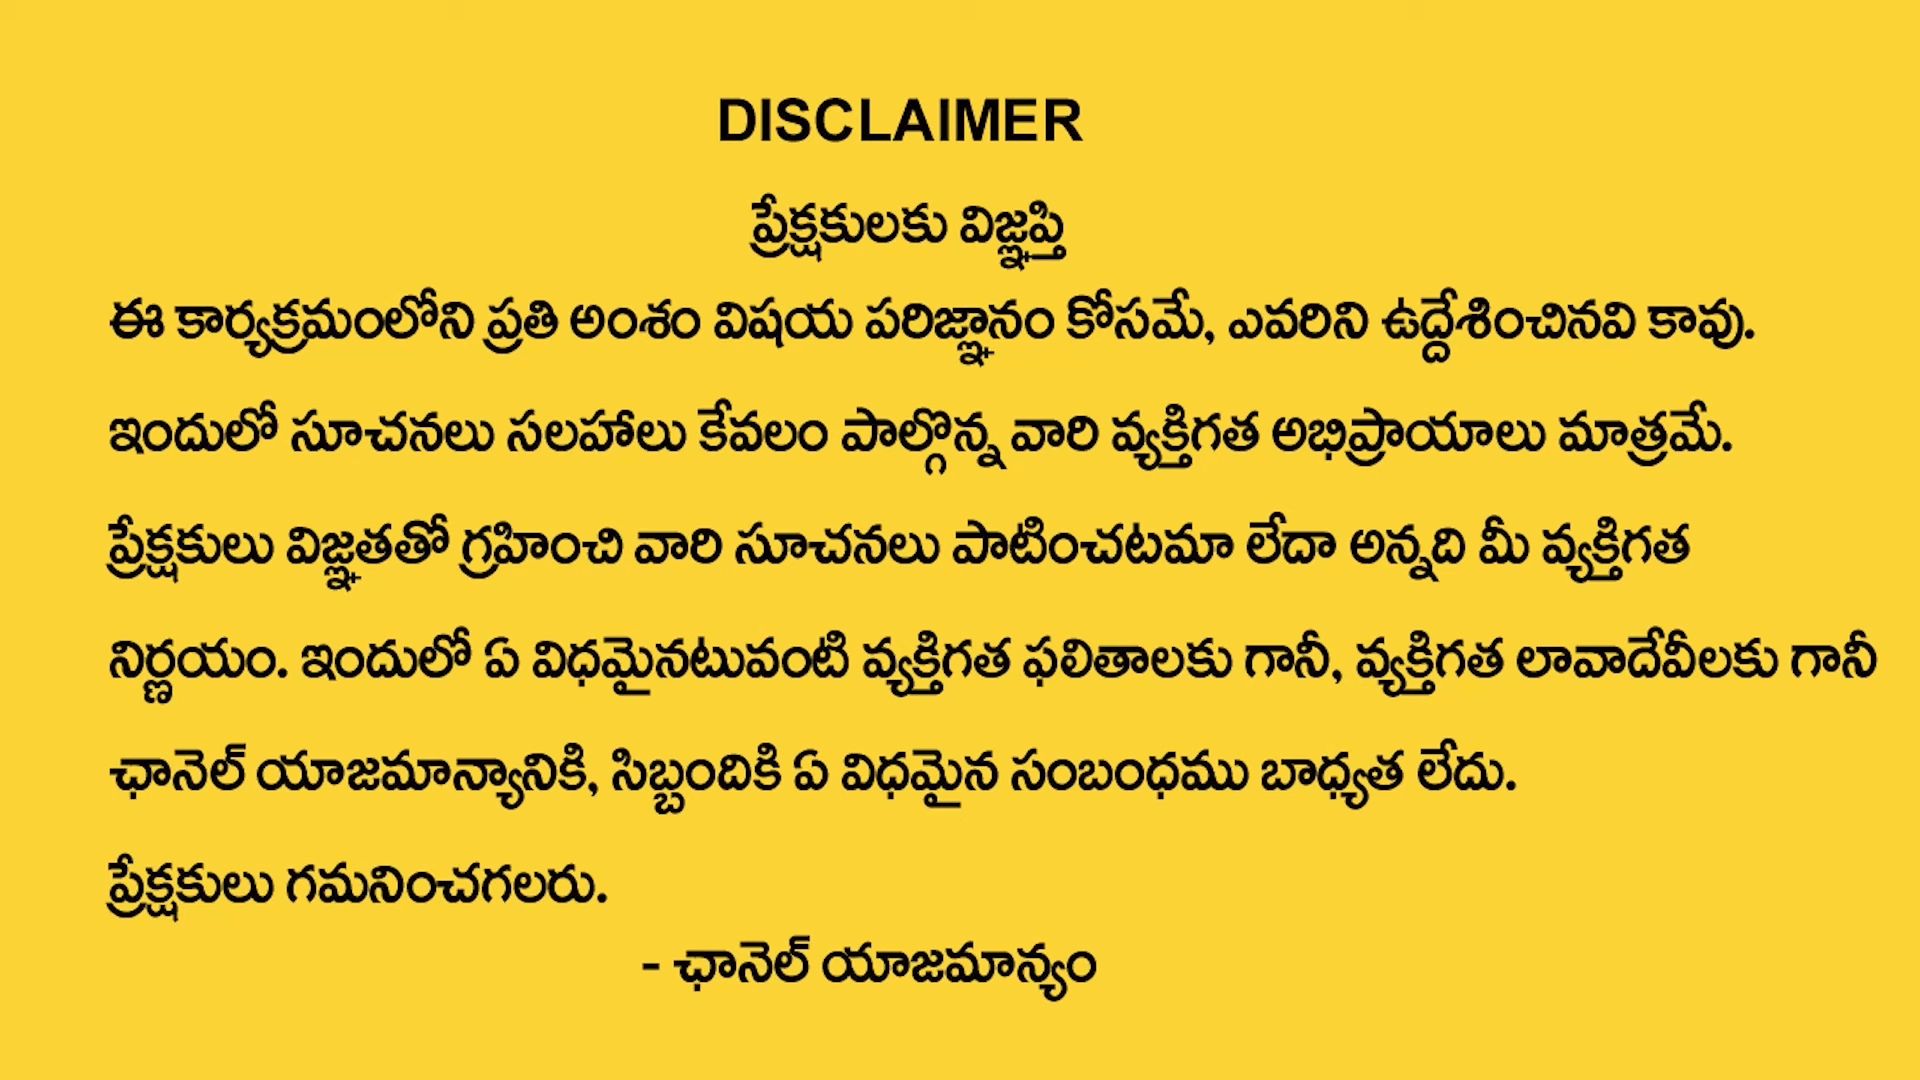 DISCLAIMER
ప్రేక్షకులకు విజ్ఞప్తి
ఈ కార్యక్రమంలోని ప్రతి అంశం విషయ పరిజ్ఞానం కోసమే, ఎవరిని ఉద్దేశించినవి కావు.
ఇందులో సూచనలు సలహాలు కేవలం పాల్గొన్న వారి వ్యక్తిగత అభిప్రాయాలు మాత్రమే.
ప్రేక్షకులు విజ్ఞతతో గ్రహించి వారి సూచనలు పాటించటమా లేదా అన్నది మీ వ్యక్తిగత
నిర్ణయం. ఇందులో ఏ విధమైనటువంటి వ్యక్తిగత ఫలితాలకు గానీ, వ్యక్తిగత లావాదేవీలకు గానీ
ఛానెల్ యాజమాన్యానికి, సిబ్బందికి ఏ విధమైన సంబంధము బాధ్యత లేదు.
ప్రేక్షకులు గమనించగలరు.
- ఛానెల్ యాజమాన్యం